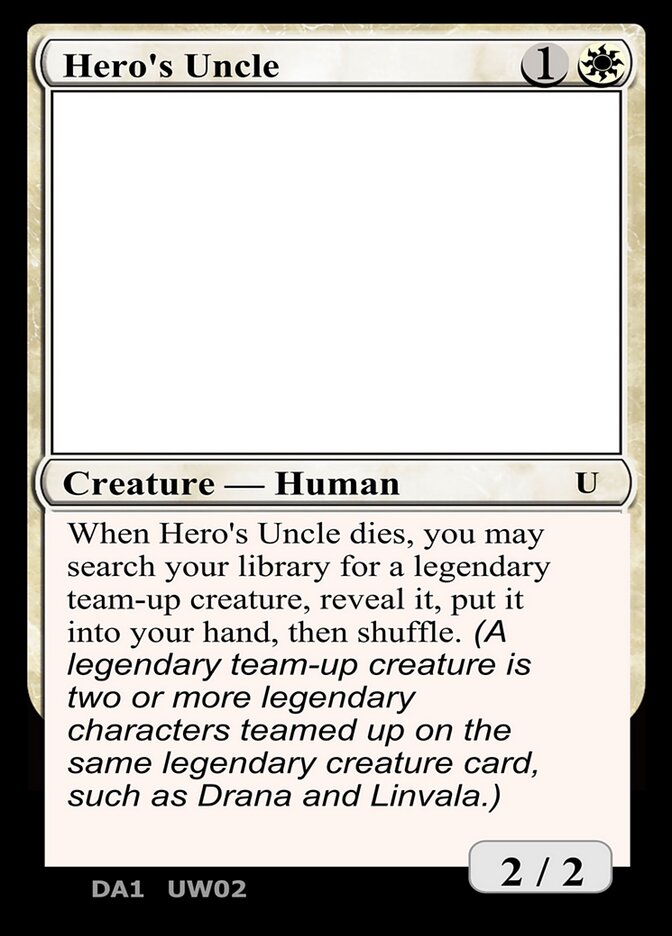 Hero's Uncle 1
Creature — Human U
When Hero's Uncle dies, you may
search your library for a legendary
team-up creature, reveal it, put it
into your hand, then shuffle. (A
legendary team-up creature is
two or more legendary
characters teamed up on the
same legendary creature card,
such as Drana and Linvala.)
2 / 2
DA1 UW02